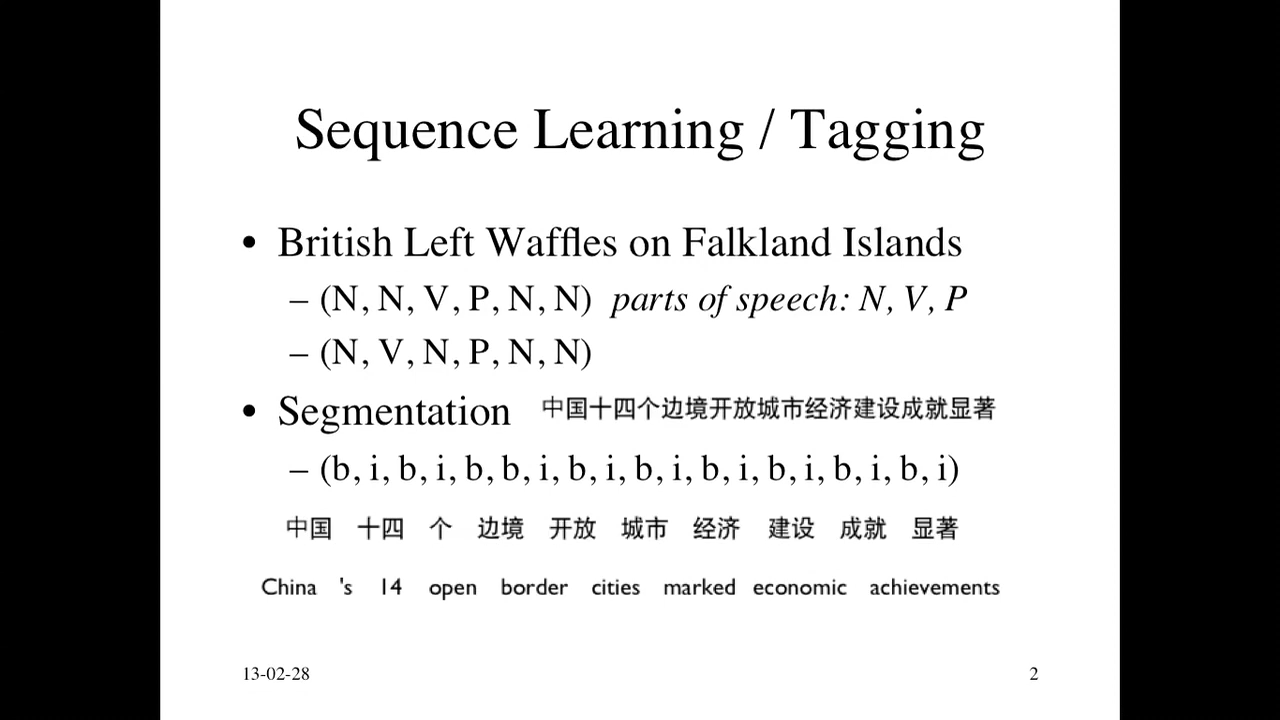 Sequence Learning / Tagging
• British Left Waffles on Falkland Islands
– (N, N, V, P, N, N) parts of speech: N, V, P
– (N, V, N, P, N, N)
• Segmentation 中国十四个边境开放城市经济建设成就显著
– (b, i, b, i, b, b, i, b, i, b, i, b, i, b, i, b, i, b, i)
中国 十四 个 边境 开放 城市 经济 建设 成就 显著
China 's 14 open border cities marked economic achievements
13-02-28 2